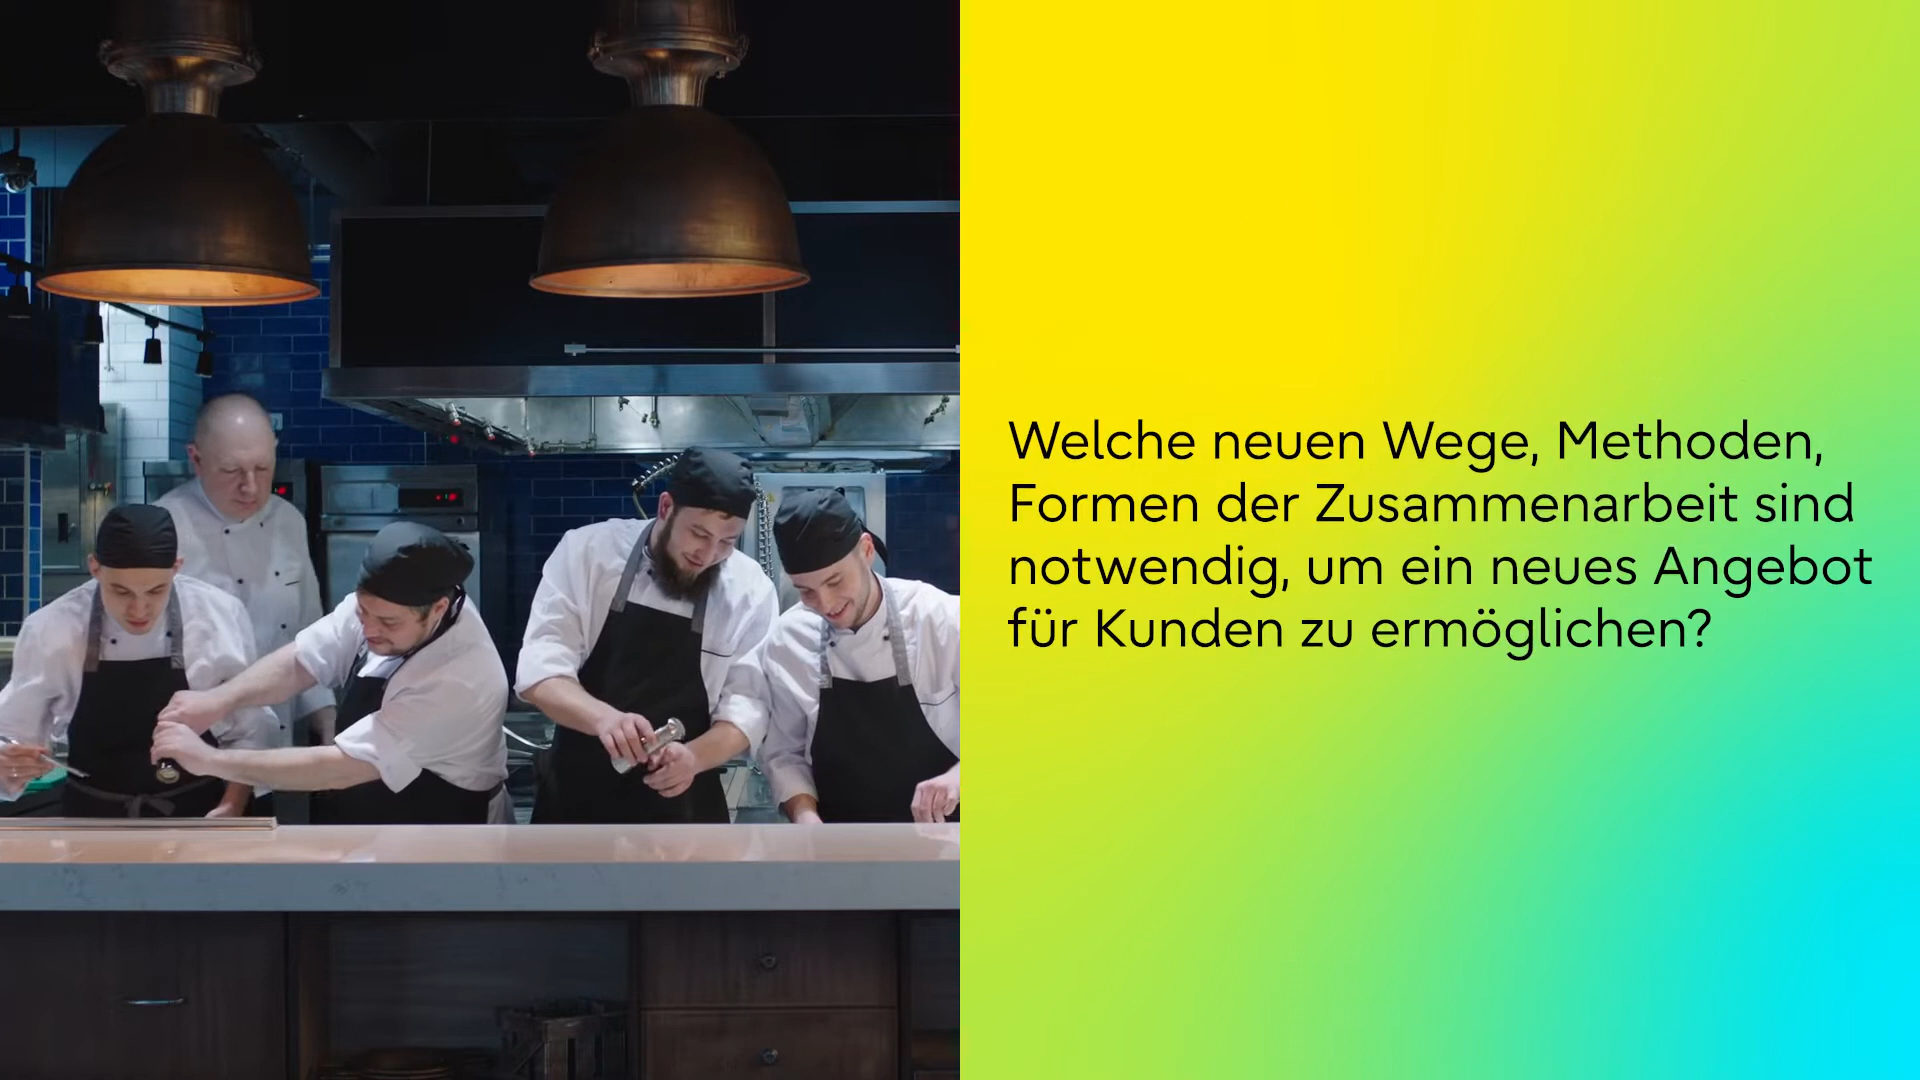 Welche neuen Wege, Methoden,
Formen der Zusammenarbeit sind
notwendig, um ein neues Angebot
für Kunden zu ermöglichen?